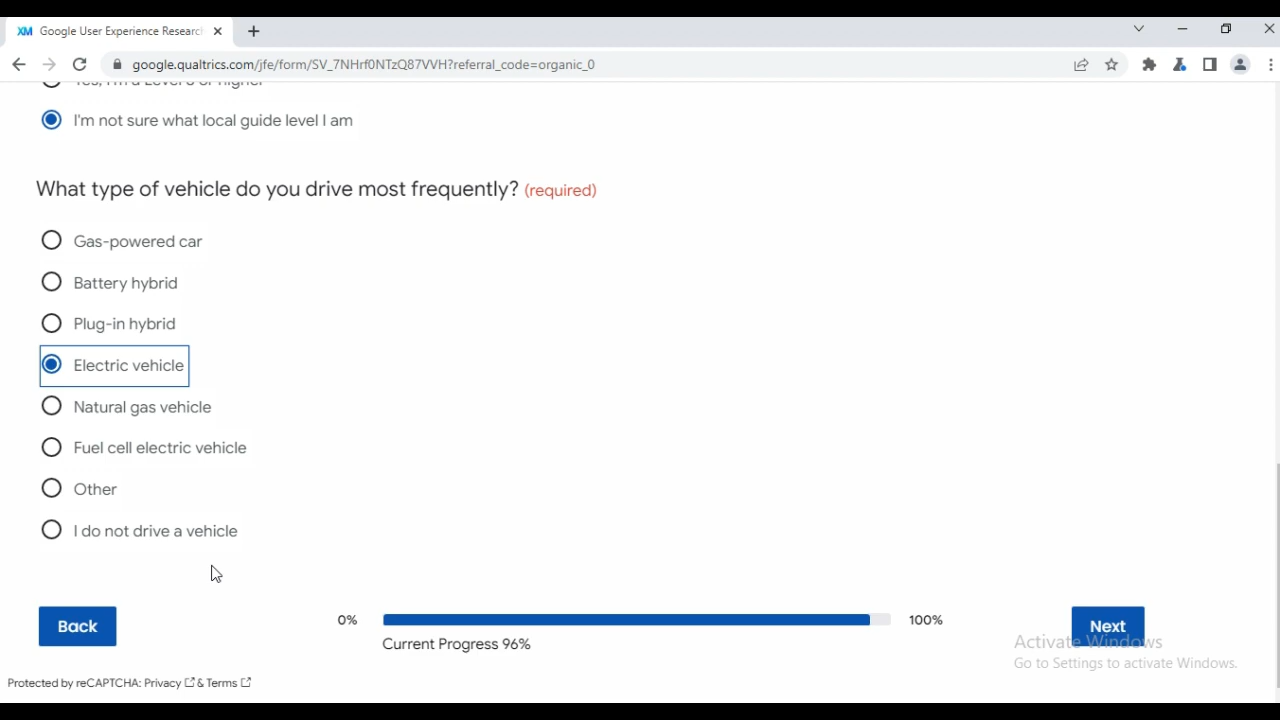 XM Google User Experience Research
google.qualtrics.com/jfe/form/SV_7NHrf0NTzQ87VVH?referral_code=organic_0
I'm not sure what local guide level I am
What type of vehicle do you drive most frequently? (required)
Gas-powered car
Battery hybrid
Plug-in hybrid
Electric vehicle
Natural gas vehicle
Fuel cell electric vehicle
Other
I do not drive a vehicle
Back
0%
100%
Current Progress 96%
Next
Activate Windows
Go to Settings to activate Windows.
Protected by reCAPTCHA: Privacy & Terms